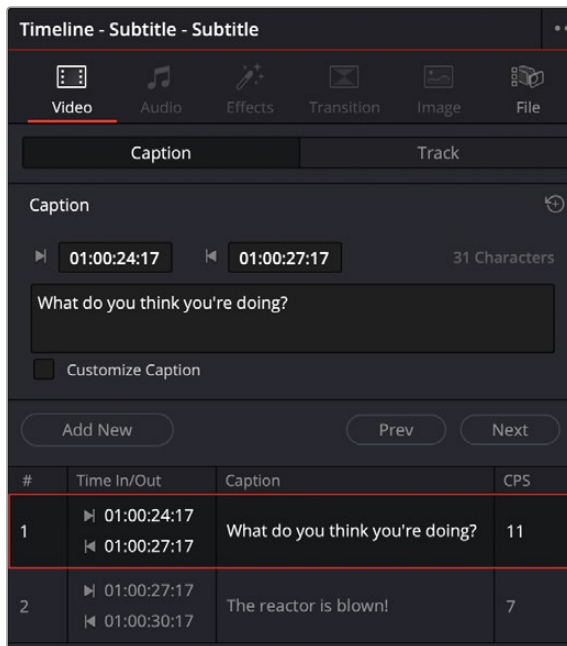 Timeline - Subtitle - Subtitle
Video Audio Effects Transition Image File
Caption Track
Caption
01:00:24:17 01:00:27:17 31 Characters
What do you think you're doing?
Customize Caption
Add New Prev Next
# Time In/Out Caption CPS
1 01:00:24:17 What do you think you're doing? 11
01:00:27:17
2 01:00:27:17 The reactor is blown! 7
01:00:30:17